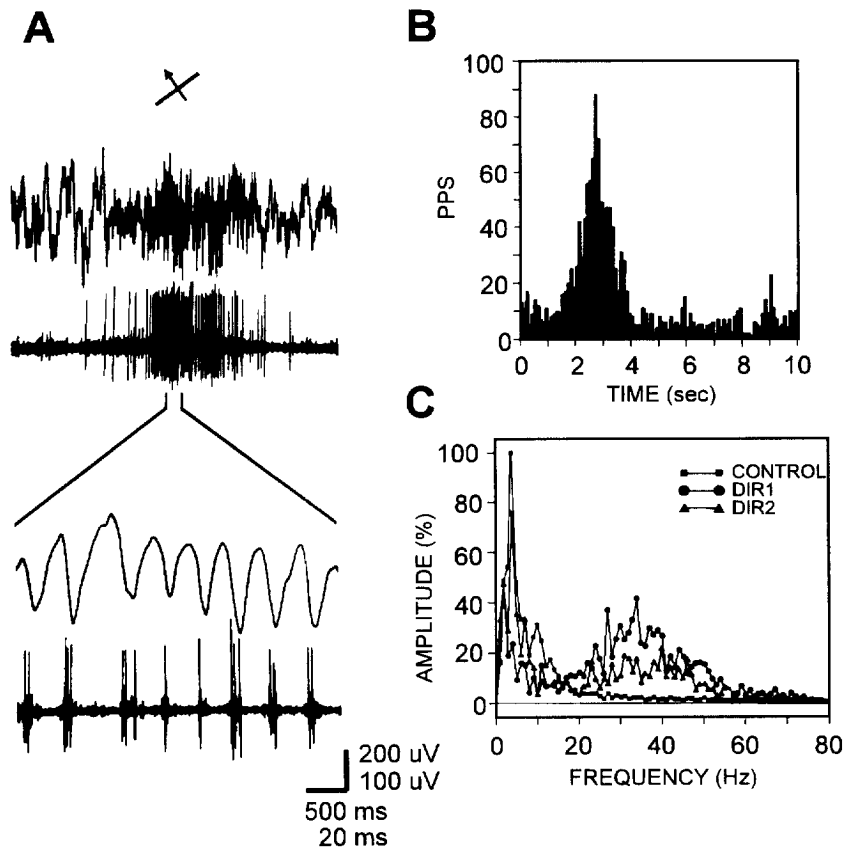 A
200 uV
100 uV
500 ms
20 ms
B
100
80
60
40
20
0
PPS
0 2 4 6 8 10
TIME (sec)
C
100
80
60
40
20
0
AMPLITUDE (%)
CONTROL
DIR1
DIR2
0 20 40 60 80
FREQUENCY (Hz)